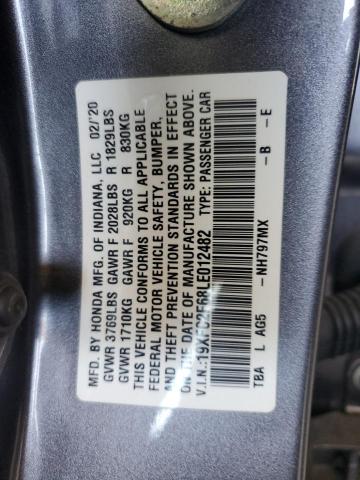 MFD. BY HONDA MFG. OF INDIANA, LLC 02/'20
GVWR 3769LBS GAWR F 2028LBS R 1829LBS
GVWR 1710KG GAWR F 920KG R 830KG
THIS VEHICLE CONFORMS TO ALL APPLICABLE
FEDERAL MOTOR VEHICLE SAFETY, BUMPER,
AND THEFT PREVENTION STANDARDS IN EFFECT
ON THE DATE OF MANUFACTURE SHOWN ABOVE.
V.I.N.:19XFC2F68LE012482 TYPE: PASSENGER CAR
TBA L AG5 -NH797MX -B -E